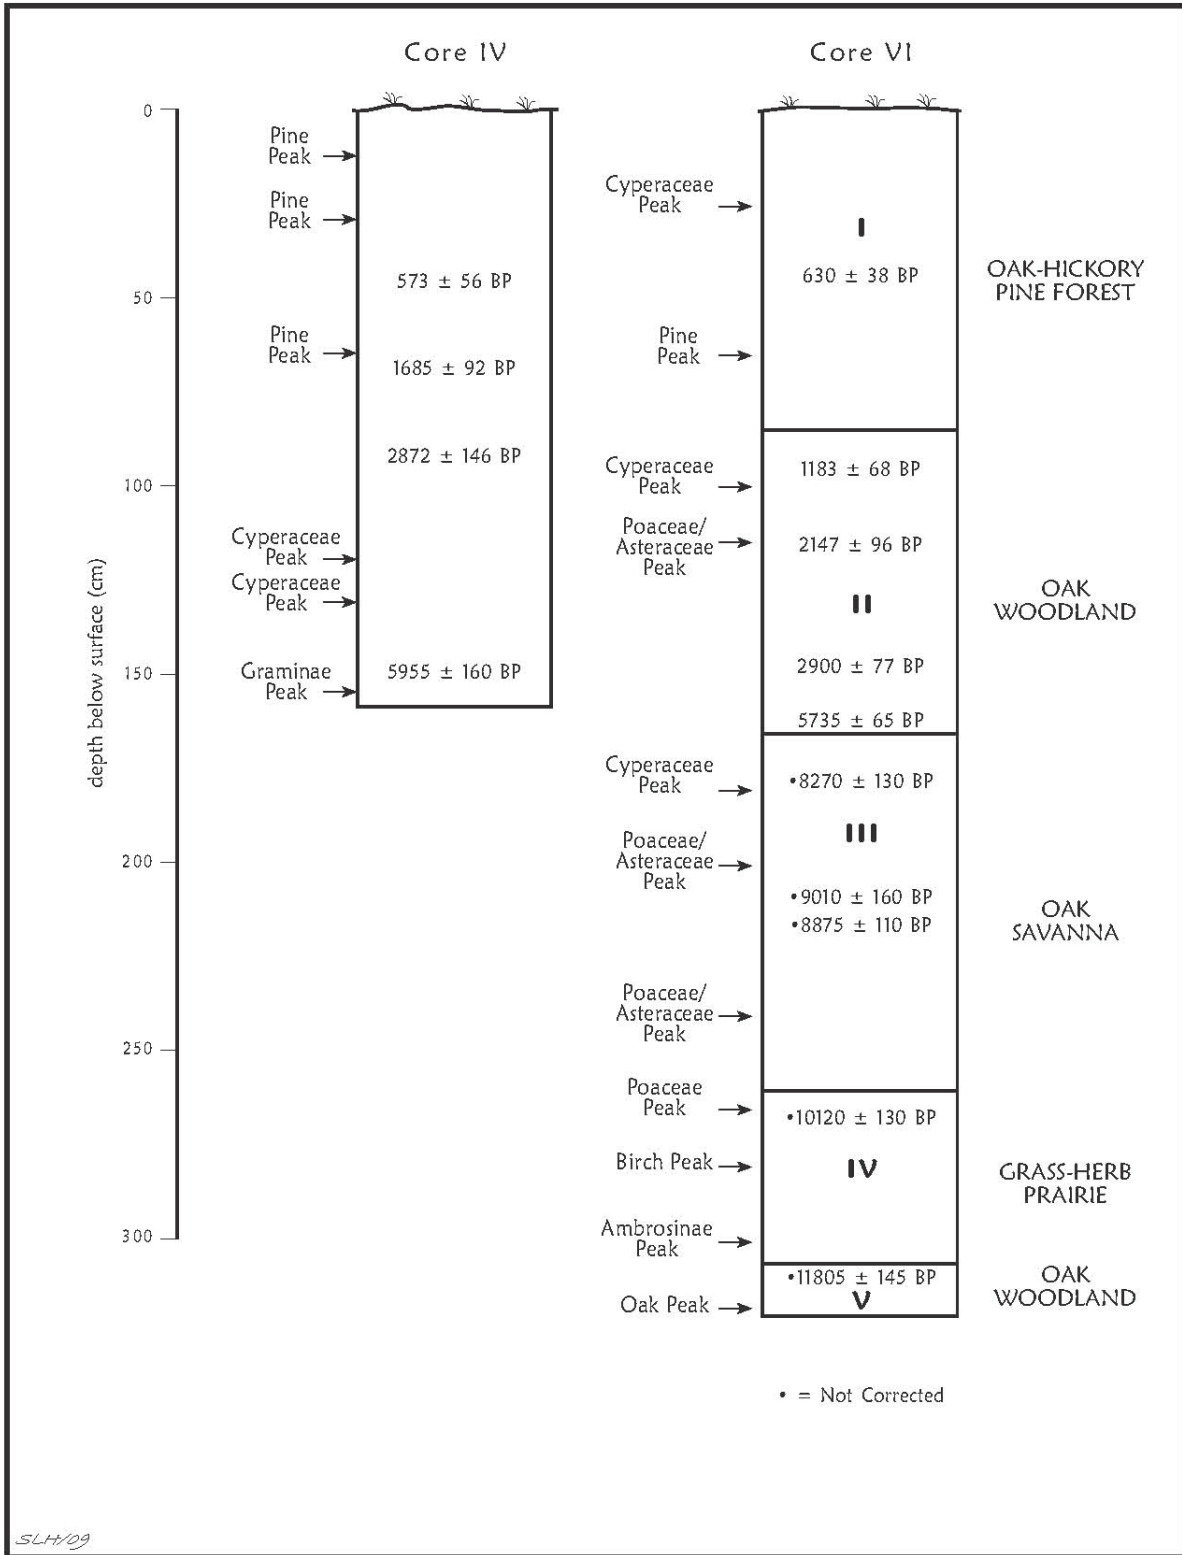 Core IV
Core VI
0
50
100
150
200
250
300
depth below surface (cm)
Pine
Peak
Pine
Peak
573 ± 56 BP
Pine
Peak
1685 ± 92 BP
2872 ± 146 BP
Cyperaceae
Peak
Cyperaceae
Peak
Graminae
Peak
5955 ± 160 BP
Cyperaceae
Peak
I
630 ± 38 BP
OAK-HICKORY
PINE FOREST
Pine
Peak
Cyperaceae
Peak
1183 ± 68 BP
Poaceae/
Asteraceae
Peak
2147 ± 96 BP
II
OAK
WOODLAND
2900 ± 77 BP
5735 ± 65 BP
Cyperaceae
Peak
•8270 ± 130 BP
III
Poaceae/
Asteraceae
Peak
•9010 ± 160 BP
•8875 ± 110 BP
OAK
SAVANNA
Poaceae/
Asteraceae
Peak
Poaceae
Peak
•10120 ± 130 BP
Birch Peak
IV
GRASS-HERB
PRAIRIE
Ambrosinae
Peak
•11805 ± 145 BP
V
OAK
WOODLAND
Oak Peak
• = Not Corrected
SLH/09